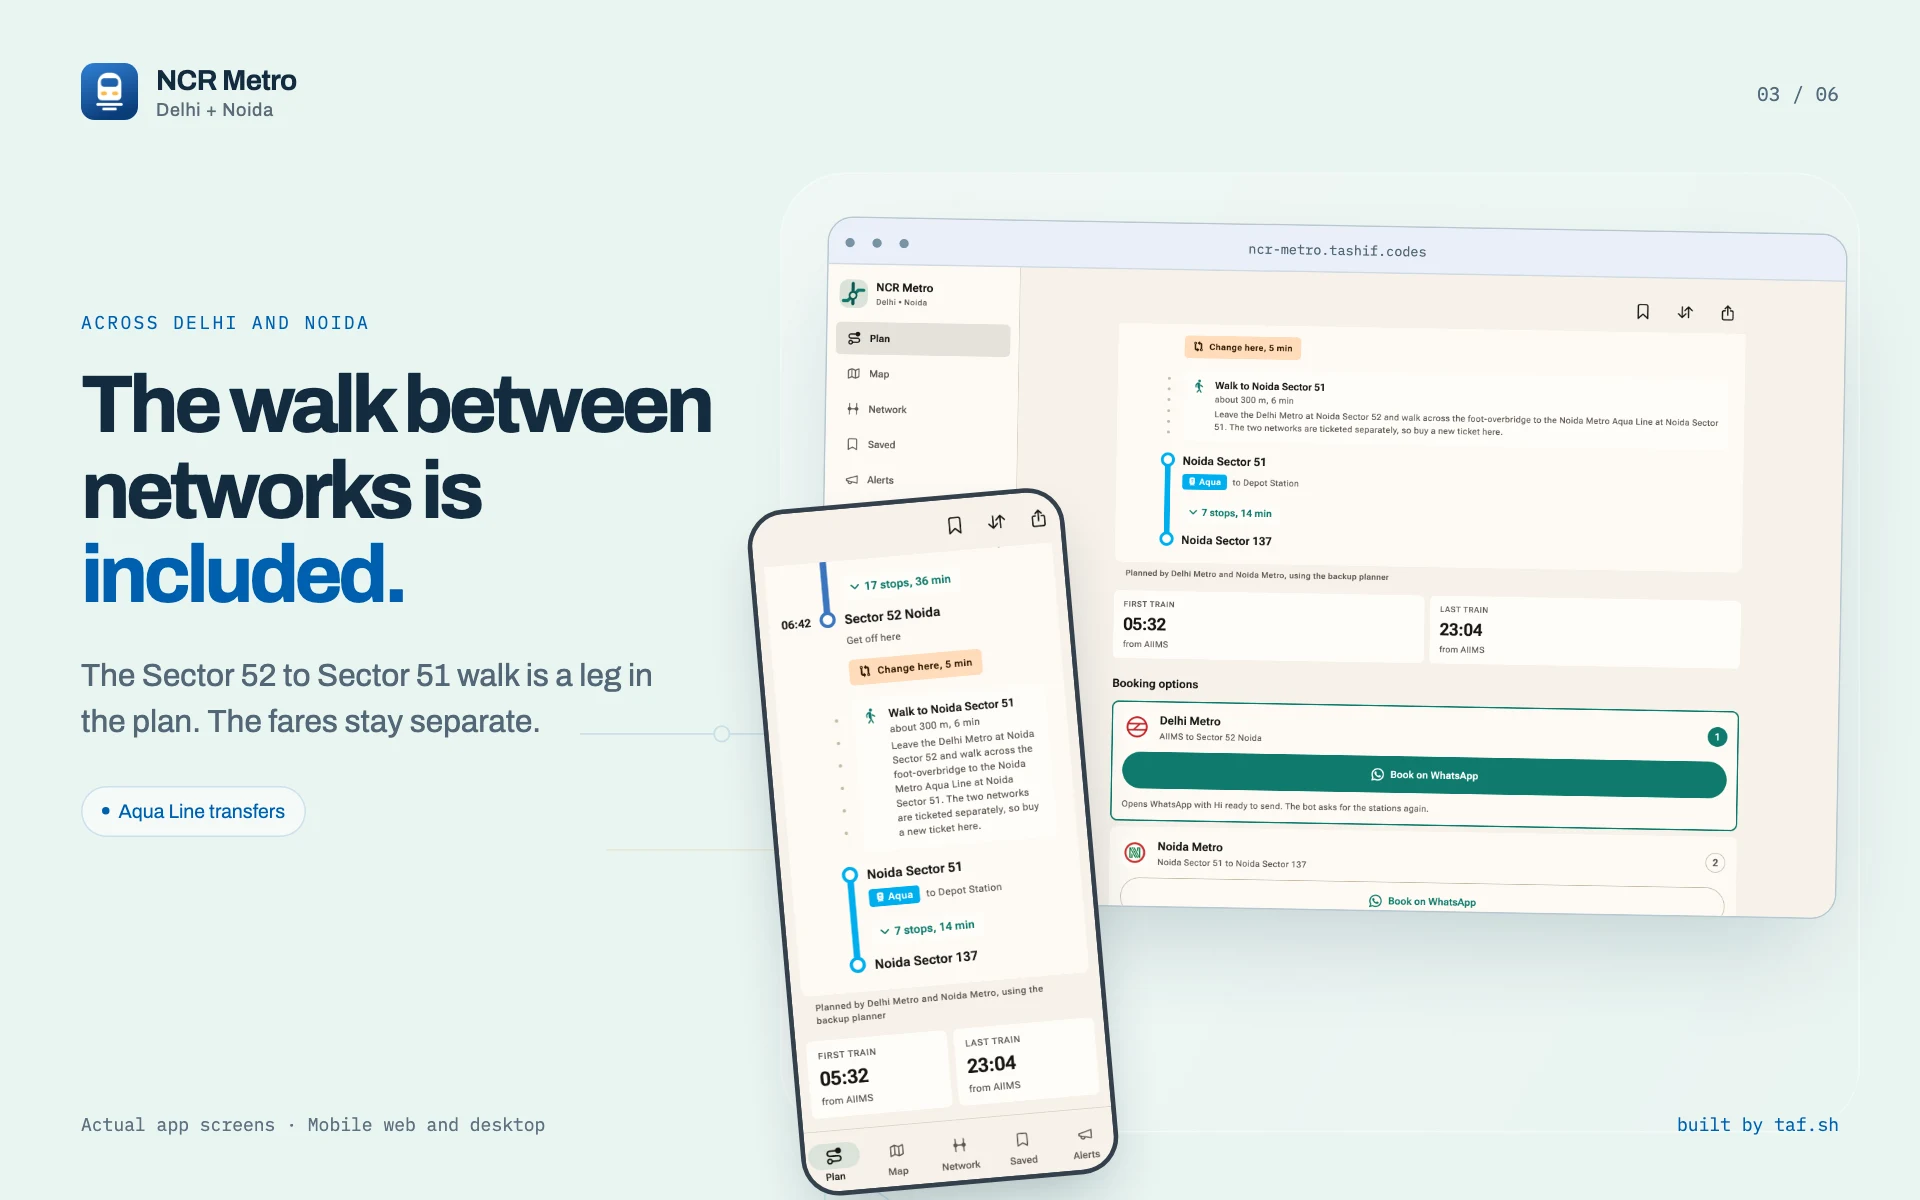 NCR Metro
Delhi + Noida
03 / 06
ACROSS DELHI AND NOIDA
The walk between
networks is
included.
The Sector 52 to Sector 51 walk is a leg in
the plan. The fares stay separate.
Aqua Line transfers
ncr-metro.tashif.codes
NCR Metro
Delhi • Noida
Plan
Map
Network
Saved
Alerts
Change here, 5 min
Walk to Noida Sector 51
about 300 m, 6 min
Leave the Delhi Metro at Noida Sector 52 and walk across the foot-overbridge to the Noida Metro Aqua Line at Noida Sector
51. The two networks are ticketed separately, so buy a new ticket here.
Noida Sector 51
Aqua to Depot Station
7 stops, 14 min
Noida Sector 137
Planned by Delhi Metro and Noida Metro, using the backup planner
FIRST TRAIN
05:32
from AIIMS
LAST TRAIN
23:04
from AIIMS
Booking options
Delhi Metro
AIIMS to Sector 52 Noida
1
Book on WhatsApp
Opens WhatsApp with Hi ready to send. The bot asks for the stations again.
Noida Metro
Noida Sector 51 to Noida Sector 137
2
Book on WhatsApp
17 stops, 36 min
06:42
Sector 52 Noida
Get off here
Change here, 5 min
Walk to Noida Sector 51
about 300 m, 6 min
Leave the Delhi Metro at Noida
Sector 52 and walk across the
foot-overbridge to the Noida
Metro Aqua Line at Noida
Sector 51. The two networks
are ticketed separately, so buy
a new ticket here.
Noida Sector 51
Aqua to Depot Station
7 stops, 14 min
Noida Sector 137
Planned by Delhi Metro and Noida Metro, using the
backup planner
FIRST TRAIN
05:32
from AIIMS
LAST TRAIN
23:04
from AIIMS
Plan
Map
Network
Saved
Alerts
Actual app screens · Mobile web and desktop
built by taf.sh